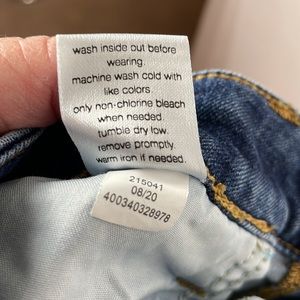 wash inside out before
wearing.
machine wash cold with
like colors.
only non-chlorine bleach
when needed.
tumble dry low.
remove promptly.
warm iron if needed.
215041
08/20
400340328978